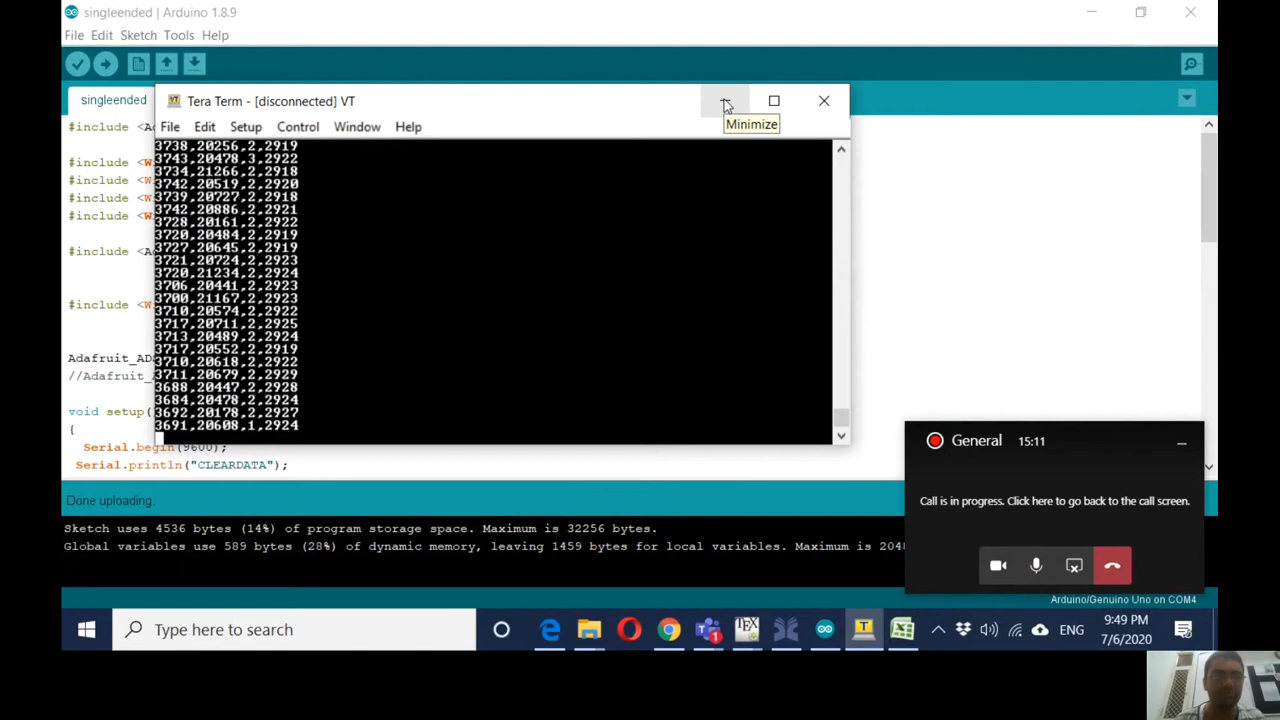 singleended | Arduino 1.8.9
File Edit Sketch Tools Help
singleended
Tera Term - [disconnected] VT
Minimize
File Edit Setup Control Window Help
#include <A
#include <W
#include <W
#include <W
#include <W
#include <A
#include <W
Adafruit_AD
//Adafruit_
void setup(
{
Serial.begin(9600);
Serial.println("CLEARDATA");
3738,20256,2,2919
3743,20478,3,2922
3734,21266,2,2918
3742,20519,2,2920
3739,20727,2,2918
3742,20886,2,2921
3728,20161,2,2922
3720,20484,2,2919
3727,20645,2,2919
3721,20724,2,2923
3720,21234,2,2924
3706,20441,2,2923
3700,21167,2,2923
3710,20574,2,2922
3717,20711,2,2925
3713,20489,2,2924
3717,20552,2,2919
3710,20618,2,2922
3711,20679,2,2929
3688,20447,2,2928
3684,20478,2,2924
3692,20178,2,2927
3691,20608,1,2924
General 15:11
Call is in progress. Click here to go back to the call screen.
Done uploading.
Sketch uses 4536 bytes (14%) of program storage space. Maximum is 32256 bytes.
Global variables use 589 bytes (28%) of dynamic memory, leaving 1459 bytes for local variables. Maximum is 2048
Arduino/Genuino Uno on COM4
Type here to search
ENG
9:49 PM
7/6/2020